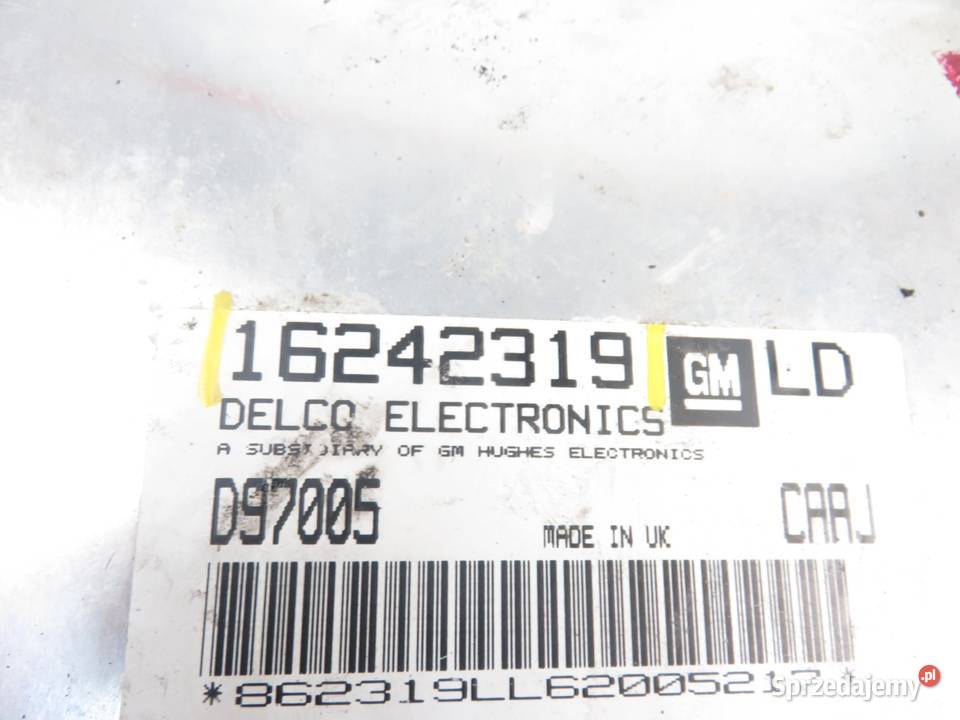 16242319 GM LD
DELCO ELECTRONICS
A SUBSIDIARY OF GM HUGHES ELECTRONICS
D97005 MADE IN UK CAAJ
Sprzedajemy.pl